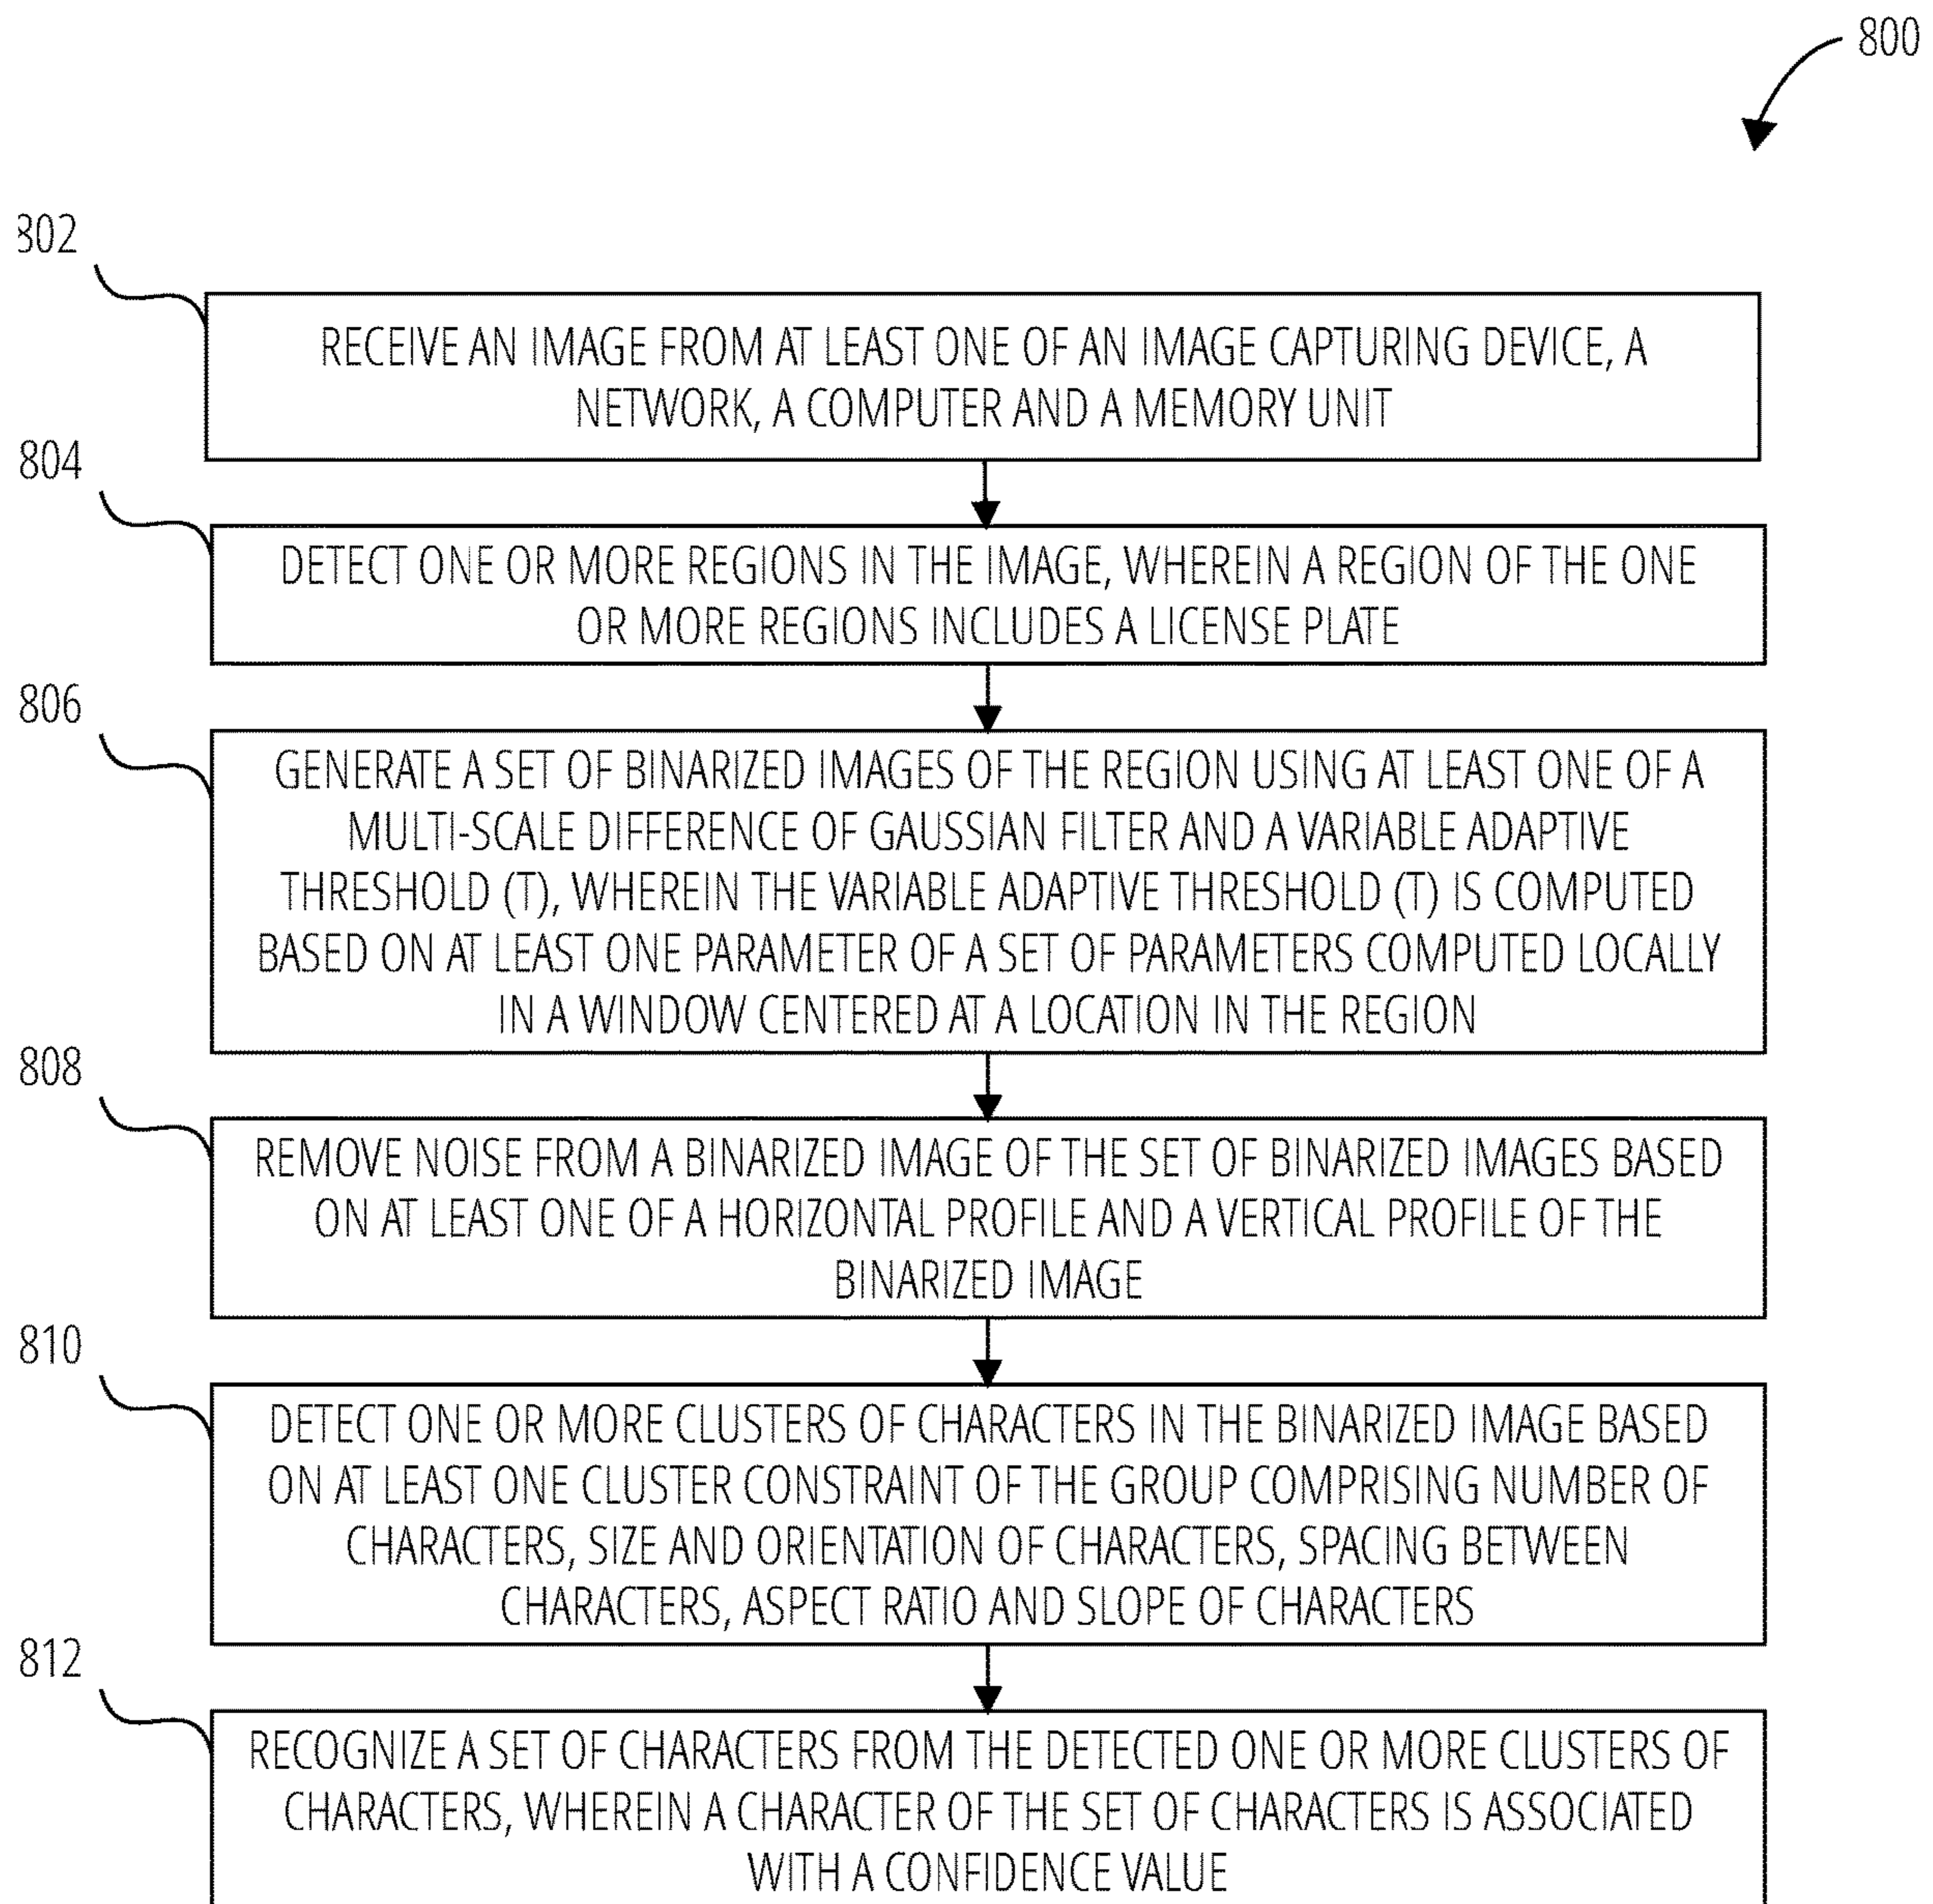 800
802
RECEIVE AN IMAGE FROM AT LEAST ONE OF AN IMAGE CAPTURING DEVICE, A
NETWORK, A COMPUTER AND A MEMORY UNIT
804
DETECT ONE OR MORE REGIONS IN THE IMAGE, WHEREIN A REGION OF THE ONE
OR MORE REGIONS INCLUDES A LICENSE PLATE
806
GENERATE A SET OF BINARIZED IMAGES OF THE REGION USING AT LEAST ONE OF A
MULTI-SCALE DIFFERENCE OF GAUSSIAN FILTER AND A VARIABLE ADAPTIVE
THRESHOLD (T), WHEREIN THE VARIABLE ADAPTIVE THRESHOLD (T) IS COMPUTED
BASED ON AT LEAST ONE PARAMETER OF A SET OF PARAMETERS COMPUTED LOCALLY
IN A WINDOW CENTERED AT A LOCATION IN THE REGION
808
REMOVE NOISE FROM A BINARIZED IMAGE OF THE SET OF BINARIZED IMAGES BASED
ON AT LEAST ONE OF A HORIZONTAL PROFILE AND A VERTICAL PROFILE OF THE
BINARIZED IMAGE
810
DETECT ONE OR MORE CLUSTERS OF CHARACTERS IN THE BINARIZED IMAGE BASED
ON AT LEAST ONE CLUSTER CONSTRAINT OF THE GROUP COMPRISING NUMBER OF
CHARACTERS, SIZE AND ORIENTATION OF CHARACTERS, SPACING BETWEEN
CHARACTERS, ASPECT RATIO AND SLOPE OF CHARACTERS
812
RECOGNIZE A SET OF CHARACTERS FROM THE DETECTED ONE OR MORE CLUSTERS OF
CHARACTERS, WHEREIN A CHARACTER OF THE SET OF CHARACTERS IS ASSOCIATED
WITH A CONFIDENCE VALUE